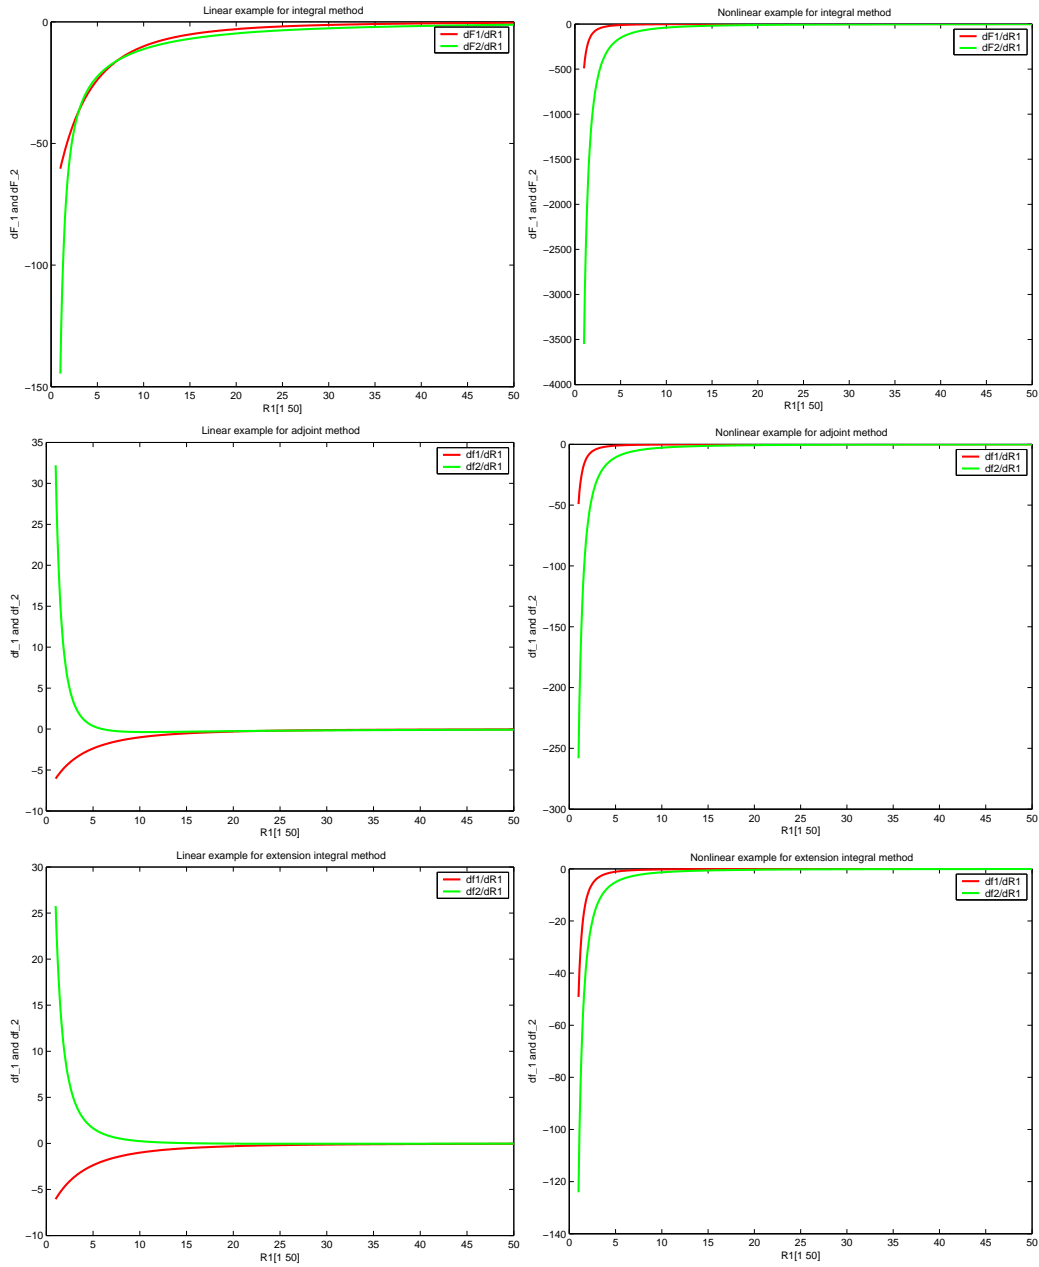 Linear example for integral method
dF1/dR1
dF2/dR1
0
−50
−100
−150
dF_1 and dF_2
0 5 10 15 20 25 30 35 40 45 50
R1[1 50]
Nonlinear example for integral method
dF1/dR1
dF2/dR1
0
−500
−1000
−1500
−2000
−2500
−3000
−3500
−4000
dF_1 and dF_2
0 5 10 15 20 25 30 35 40 45 50
R1[1 50]
Linear example for adjoint method
df1/dR1
df2/dR1
35
30
25
20
15
10
5
0
−5
−10
df_1 and df_2
0 5 10 15 20 25 30 35 40 45 50
R1[1 50]
Nonlinear example for adjoint method
df1/dR1
df2/dR1
0
−50
−100
−150
−200
−250
−300
df_1 and df_2
0 5 10 15 20 25 30 35 40 45 50
R1[1 50]
Linear example for extension integral method
df1/dR1
df2/dR1
30
25
20
15
10
5
0
−5
−10
df_1 and df_2
0 5 10 15 20 25 30 35 40 45 50
R1[1 50]
Nonlinear example for extension integral method
df1/dR1
df2/dR1
0
−20
−40
−60
−80
−100
−120
−140
df_1 and df_2
0 5 10 15 20 25 30 35 40 45 50
R1[1 50]